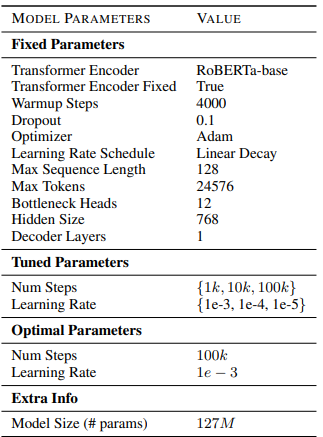 MODEL PARAMETERS VALUE
Fixed Parameters
Transformer Encoder RoBERTa-base
Transformer Encoder Fixed True
Warmup Steps 4000
Dropout 0.1
Optimizer Adam
Learning Rate Schedule Linear Decay
Max Sequence Length 128
Max Tokens 24576
Bottleneck Heads 12
Hidden Size 768
Decoder Layers 1
Tuned Parameters
Num Steps {1k, 10k, 100k}
Learning Rate {1e-3, 1e-4, 1e-5}
Optimal Parameters
Num Steps 100k
Learning Rate 1e − 3
Extra Info
Model Size (# params) 127M